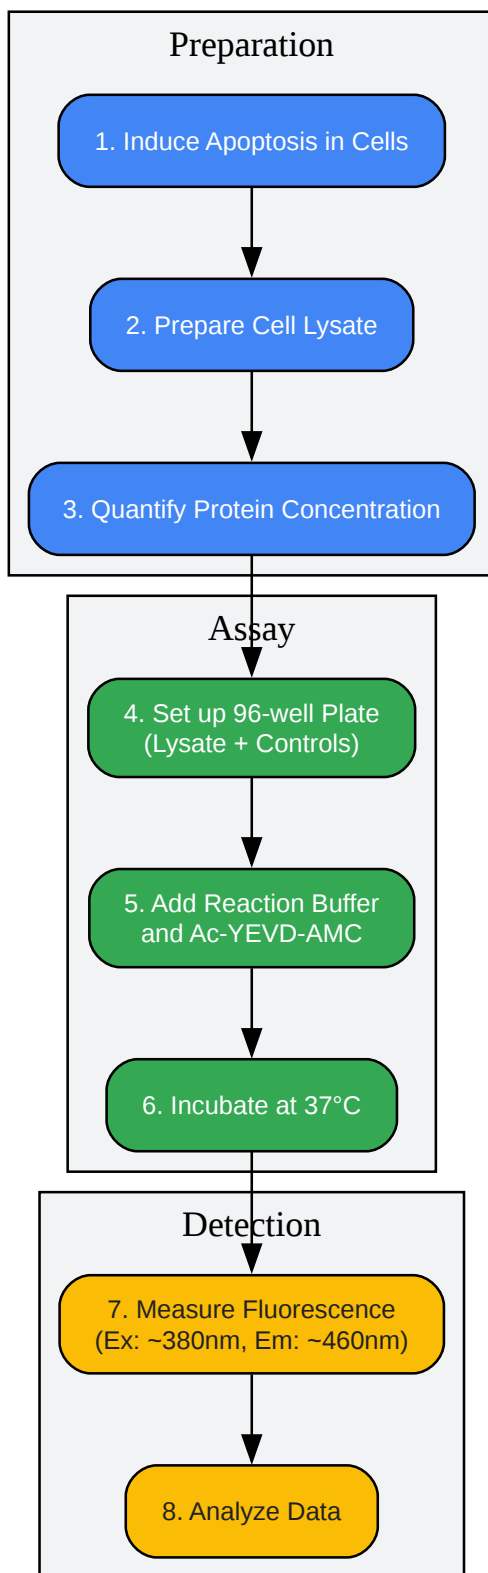 Preparation
1. Induce Apoptosis in Cells
2. Prepare Cell Lysate
3. Quantify Protein Concentration
Assay
4. Set up 96-well Plate
(Lysate + Controls)
5. Add Reaction Buffer
and Ac-YEVD-AMC
6. Incubate at 37°C
Detection
7. Measure Fluorescence
(Ex: ~380nm, Em: ~460nm)
8. Analyze Data